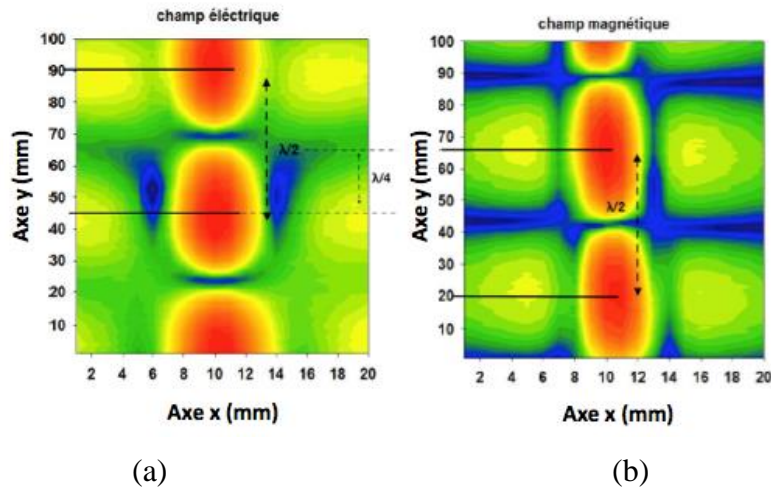 champ éléctrique
100
90
80
70
60
50
40
30
20
10
Axe y (mm)
λ/2
λ/4
2 4 6 8 10 12 14 16 18 20
Axe x (mm)
(a)
champ magnétique
100
90
80
70
60
50
40
30
20
10
Axe y (mm)
λ/2
2 4 6 8 10 12 14 16 18 20
Axe x (mm)
(b)